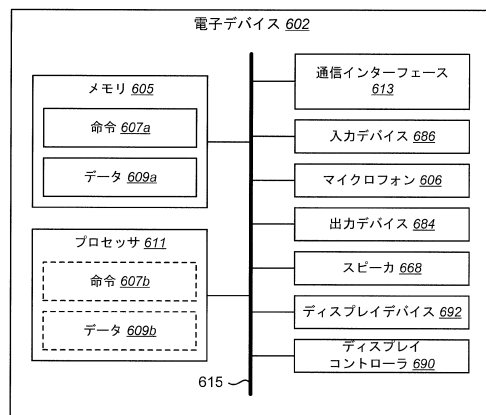 電子デバイス 602
メモリ 605
命令 607a
データ 609a
プロセッサ 611
命令 607b
データ 609b
通信インターフェース
613
入力デバイス 686
マイクロフォン 606
出力デバイス 684
スピーカ 668
ディスプレイデバイス 692
ディスプレイ
コントローラ 690
615